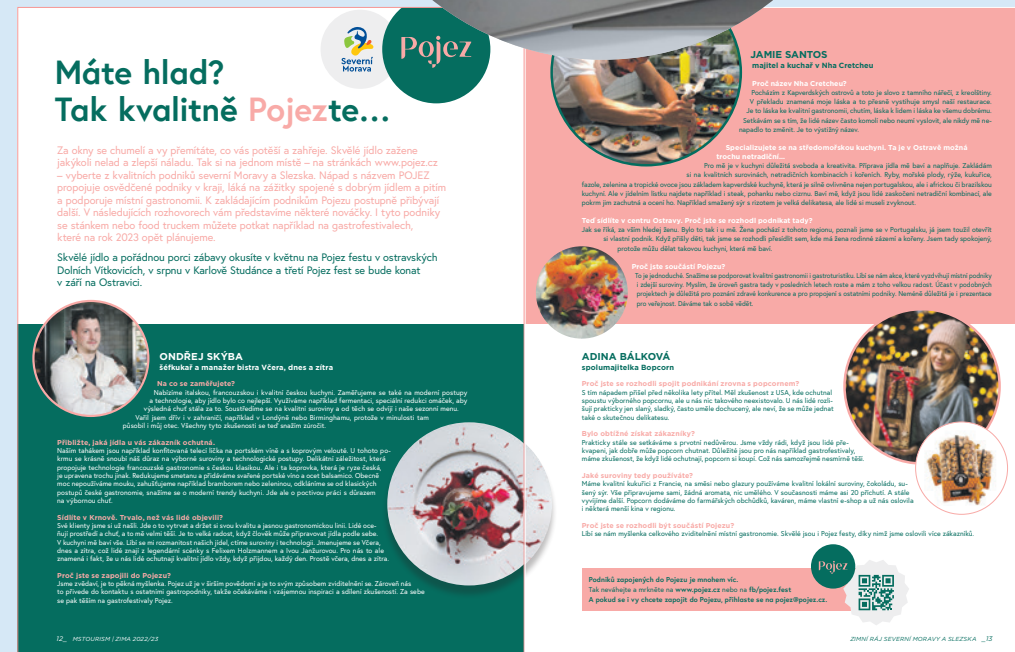 Severní
Morava
Pojez
Máte hlad?
Tak kvalitně Pojezte...
Za okny se chumelí a vy přemítáte, co vás potěší a zahřeje. Skvělé jídlo zažene
jakýkoli nelad a zlepší náladu. Tak si na jednom místě – na stránkách www.pojez.cz
– vyberte z kvalitních podniků severní Moravy a Slezska. Nápad s názvem POJEZ
propojuje osvědčené podniky v kraji, láká na zážitky spojené s dobrým jídlem a pitím
a podporuje místní gastronomii. K zakládajícím podnikům Pojezu postupně přibývají
další. V následujících rozhovorech vám představíme některé nováčky. I tyto podniky
se stánkem nebo food truckem můžete potkat například na gastrofestivalech,
které na rok 2023 opět plánujeme.
Skvělé jídlo a pořádnou porci zábavy okusíte v květnu na Pojez festu v ostravských
Dolních Vítkovicích, v srpnu v Karlově Studánce a třetí Pojez fest se bude konat
v září na Ostravici.
ONDŘEJ SKÝBA
šéfkuchař a manažer bistra Včera, dnes a zítra
Na co se zaměřujete?
Nabízíme italskou, francouzskou i kvalitní českou kuchyni. Zaměřujeme se také na moderní postupy
a technologie, aby jídlo bylo co nejlepší. Využíváme například fermentaci, speciální redukci omáček, aby
výsledná chuť stála za to. Soustředíme se na kvalitní suroviny a od těch se odvíjí i naše sezonní menu.
Vařil jsem dřív i v zahraničí, například v Londýně nebo Birminghamu, protože v minulosti tam
působil i můj otec. Všechny tyto zkušenosti se teď snažím zúročit.
Přibližte, jaká jídla u vás zákazník ochutná.
Naším tahákem jsou například konfitovaná telecí líčka na portském víně a s koprovým velouté. U tohoto po-
krmu se krásně snoubí náš důraz na výborné suroviny a technologické postupy. Delikátní záležitost, která
propojuje technologie francouzské gastronomie s českou klasikou. Ale i ta koprovka, která je ryze česká,
je upravena trochu jinak. Redukujeme smetanu a přidáváme svařené portské víno a ocet balsamico. Obecně
moc nepoužíváme mouku, zahušťujeme například bramborem nebo zeleninou, odkláníme se od klasických
postupů české gastronomie, snažíme se o moderní trendy kuchyní. Jde ale o poctivou práci s důrazem
na výbornou chuť.
Sídlíte v Krnově. Trvalo, než vás lidé objevili?
Své klienty jsme si už našli. Jde o to vytrvat a držet si svou kvalitu a jasnou gastronomickou linii. Lidé oce-
ňují prostředí a chuť, a to mě velmi těší. Je to velká radost, když člověk může připravovat jídla pro druhé.
V kuchyni mě baví vše. Líbí se mi rozmanitost našich jídel, ctíme suroviny i technologii. Jmenujeme se Včera,
dnes a zítra, což lidé znají z legendární scénky s Felixem Holzmannem a Ivou Janžurovou. Pro nás to ale
znamená i fakt, že u nás lidé ochutnají kvalitní jídlo vždy, když přijdou, každý den. Prostě včera, dnes a zítra.
Proč jste se zapojili do Pojezu?
Jsme zvědaví, je to pěkná myšlenka. Pojez už je v širším povědomí a je to svým způsobem zviditelnění se. Zároveň nás
to přivede do kontaktu s ostatními gastropodniky, takže očekáváme i vzájemnou inspiraci a sdílení zkušeností. Za sebe
se pak těším na gastrofestivaly Pojez.
12_ MSTOURISM | ZIMA 2022/23
JAMIE SANTOS
majitel a kuchař v Nha Cretcheu
Proč název Nha Cretcheu?
Pocházím z Kapverdských ostrovů a toto je slovo z tamního nářečí, z kreolštiny.
V překladu znamená moje láska a to přesně vystihuje smysl naší restaurace.
Je to láska ke kvalitní gastronomii, chutím, láska k lidem i láska ke všemu dobrému.
Setkávám se s tím, že lidé název často komolí nebo neumí vyslovit, ale nikdy mě ne-
napadlo to změnit. Je to výstižný název.
Specializujete se na středomořskou kuchyni. Ta je v Ostravě možná
trochu netradiční...
Pro mě je v kuchyni důležitá svoboda a kreativita. Příprava jídla mě baví a naplňuje. Zakládám
si na kvalitních surovinách, netradičních kombinacích i kořeních. Ryby, mořské plody, rýže, kukuřice,
fazole, zelenina a tropické ovoce jsou základem kapverdské kuchyně, která je silně ovlivněna nejen portugalskou, ale i africkou či brazilskou
kuchyní. Ale v jídelním lístku najdete například i steak, pohanku nebo cizrnu. Baví mě, když jsou lidé zaskočeni netradiční kombinací, ale
pokrm jim zachutná a ocení ho. Například smažený sýr s rizotem je velká delikatesa, ale lidé si museli zvyknout.
Teď sídlíte v centru Ostravy. Proč jste se rozhodl podnikat tady?
Jak se říká, za vším hledej ženu. Bylo to tak i u mě. Žena pochází z tohoto regionu, poznali jsme se v Portugalsku, já jsem toužil otevřít
si vlastní podnik. Když přišly děti, tak jsme se rozhodli přesídlit sem, kde má žena rodinné zázemí a kořeny. Jsem tady spokojený,
protože můžu dělat takovou kuchyni, která mě baví.
Proč jste součástí Pojezu?
To je jednoduché. Snažíme se podporovat kvalitní gastronomii a gastroturistiku. Líbí se nám akce, které vyzdvihují místní podniky
i zdejší suroviny. Myslím, že úroveň gastra tady v posledních letech roste a mám z toho velkou radost. Účast v podobných
projektech je důležitá pro poznání zdravé konkurence a pro propojení s ostatními podniky. Neméně důležitá je i prezentace
pro veřejnost. Dáváme tak o sobě vědět.
ADINA BÁLKOVÁ
spolumajitelka Bopcorn
Proč jste se rozhodli spojit podnikání zrovna s popcornem?
S tím nápadem přišel před několika lety přítel. Měl zkušenost z USA, kde ochutnal
spoustu výborného popcornu, ale u nás nic takového neexistovalo. U nás lidé rozli-
šují prakticky jen slaný, sladký, často uměle dochucený, ale neví, že se může jednat
také o skutečnou delikatesu.
Bylo obtížné získat zákazníky?
Prakticky stále se setkáváme s prvotní nedůvěrou. Jsme vždy rádi, když jsou lidé pře-
kvapeni, jak dobře může popcorn chutnat. Důležité jsou pro nás například gastrofestivaly,
máme zkušenost, že když lidé ochutnají, popcorn si koupí. Což nás samozřejmě nesmírně těší.
Jaké suroviny tedy používáte?
Máme kvalitní kukuřici z Francie, na směsi nebo glazury používáme kvalitní lokální suroviny, čokoládu, su-
šený sýr. Vše připravujeme sami, žádná aromata, nic umělého. V současnosti máme asi 20 příchutí. A stále
vyvíjíme další. Popcorn dodáváme do farmářských obchůdků, kaváren, máme vlastní e-shop a už nás oslovila
i některá menší kina v regionu.
Proč jste se rozhodli být součástí Pojezu?
Líbí se nám myšlenka celkového zviditelnění místní gastronomie. Skvělé jsou i Pojez festy, díky nimž jsme oslovili více zákazníků.
Pojez
Podniků zapojených do Pojezu je mnohem víc.
Tak neváhejte a mrkněte na www.pojez.cz nebo na fb/pojez.fest
A pokud se i vy chcete zapojit do Pojezu, přihlaste se na pojez@pojez.cz.
ZIMNÍ RÁJ SEVERNÍ MORAVY A SLEZSKA _13